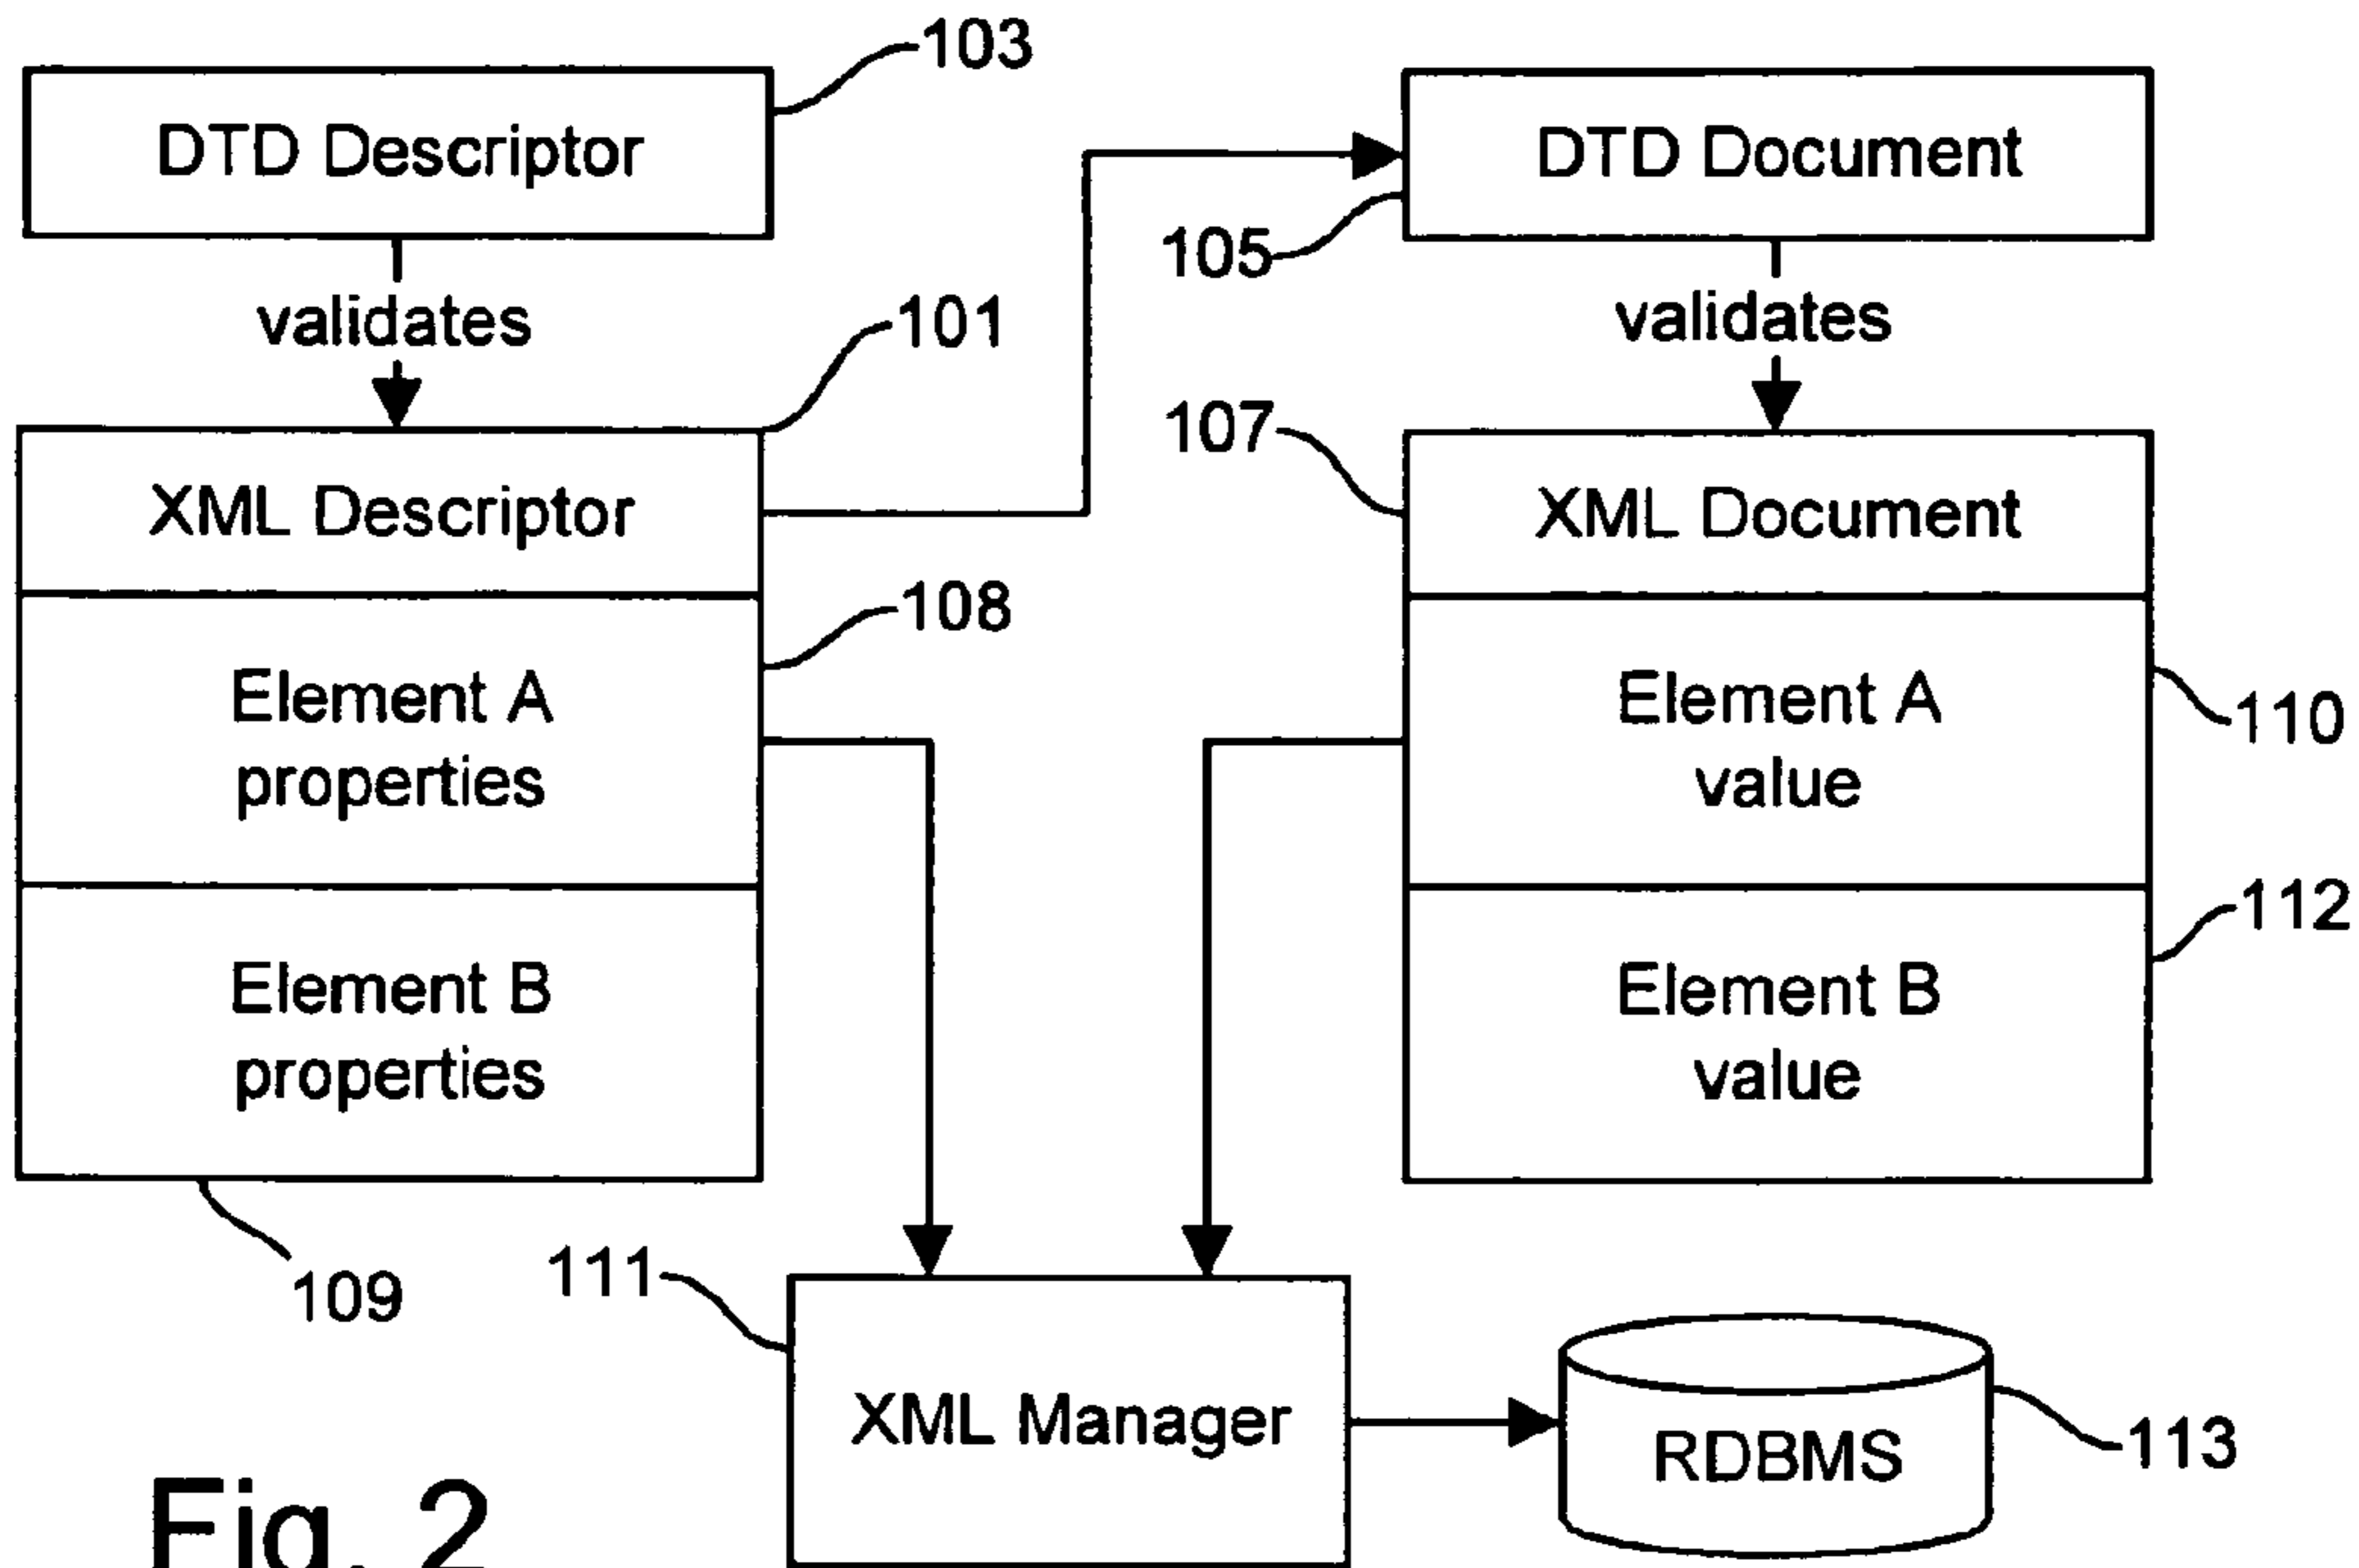 103
DTD Descriptor
DTD Document
105
validates
validates
101
107
XML Descriptor
XML Document
108
Element A
properties
Element A
value
110
112
Element B
properties
Element B
value
109
111
XML Manager
RDBMS
113
Fig. 2